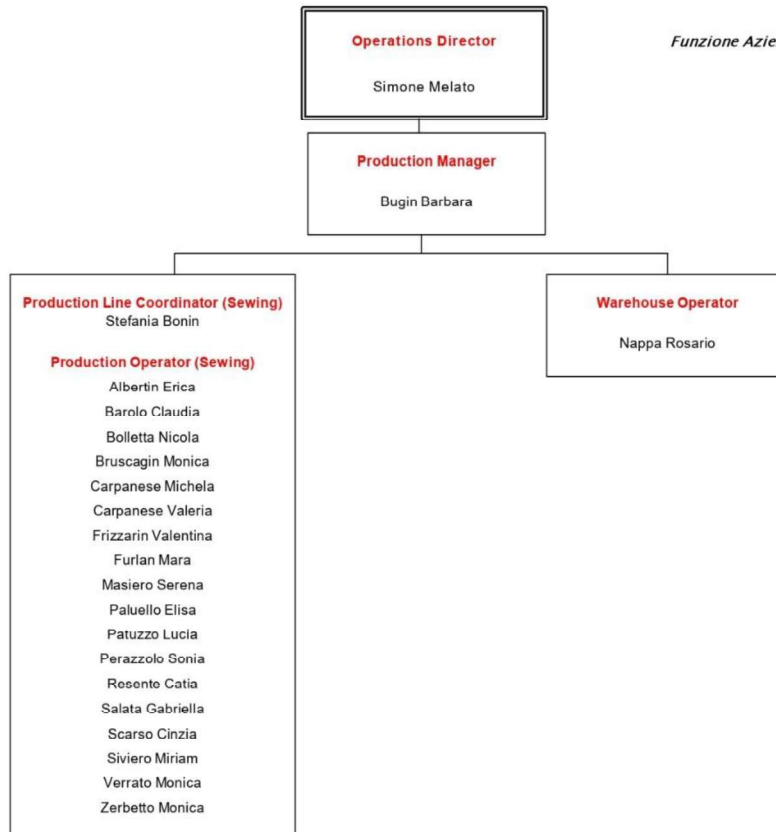 Operations Director
Funzione Azie
Simone Melato
Production Manager
Bugin Barbara
Production Line Coordinator (Sewing)
Stefania Bonin
Production Operator (Sewing)
Albertin Erica
Barolo Claudia
Bolletta Nicola
Bruscagin Monica
Carpanese Michela
Carpanese Valeria
Frizzarin Valentina
Furlan Mara
Masiero Serena
Paluello Elisa
Patuzzo Lucia
Perazzolo Sonia
Resente Catia
Salata Gabriella
Scarso Cinzia
Siviero Miriam
Verrato Monica
Zerbetto Monica
Warehouse Operator
Nappa Rosario